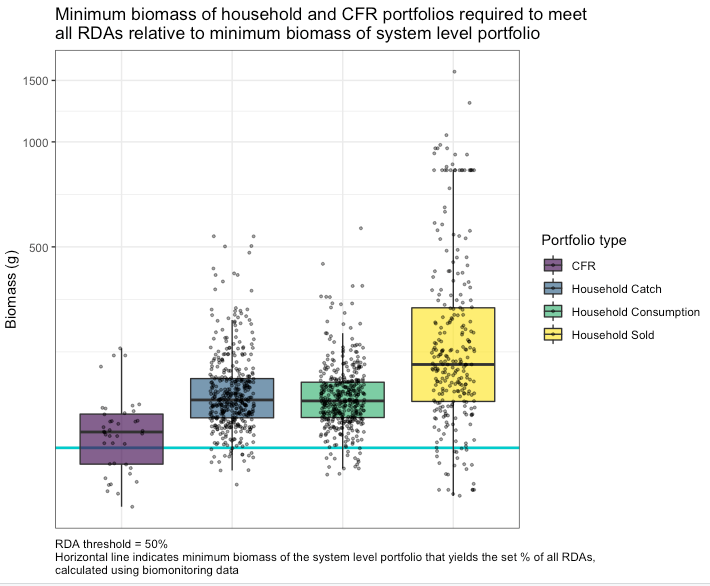 Minimum biomass of household and CFR portfolios required to meet
all RDAs relative to minimum biomass of system level portfolio
1500
1000
500
Biomass (g)
Portfolio type
CFR
Household Catch
Household Consumption
Household Sold
RDA threshold = 50%
Horizontal line indicates minimum biomass of the system level portfolio that yields the set % of all RDAs,
calculated using biomonitoring data